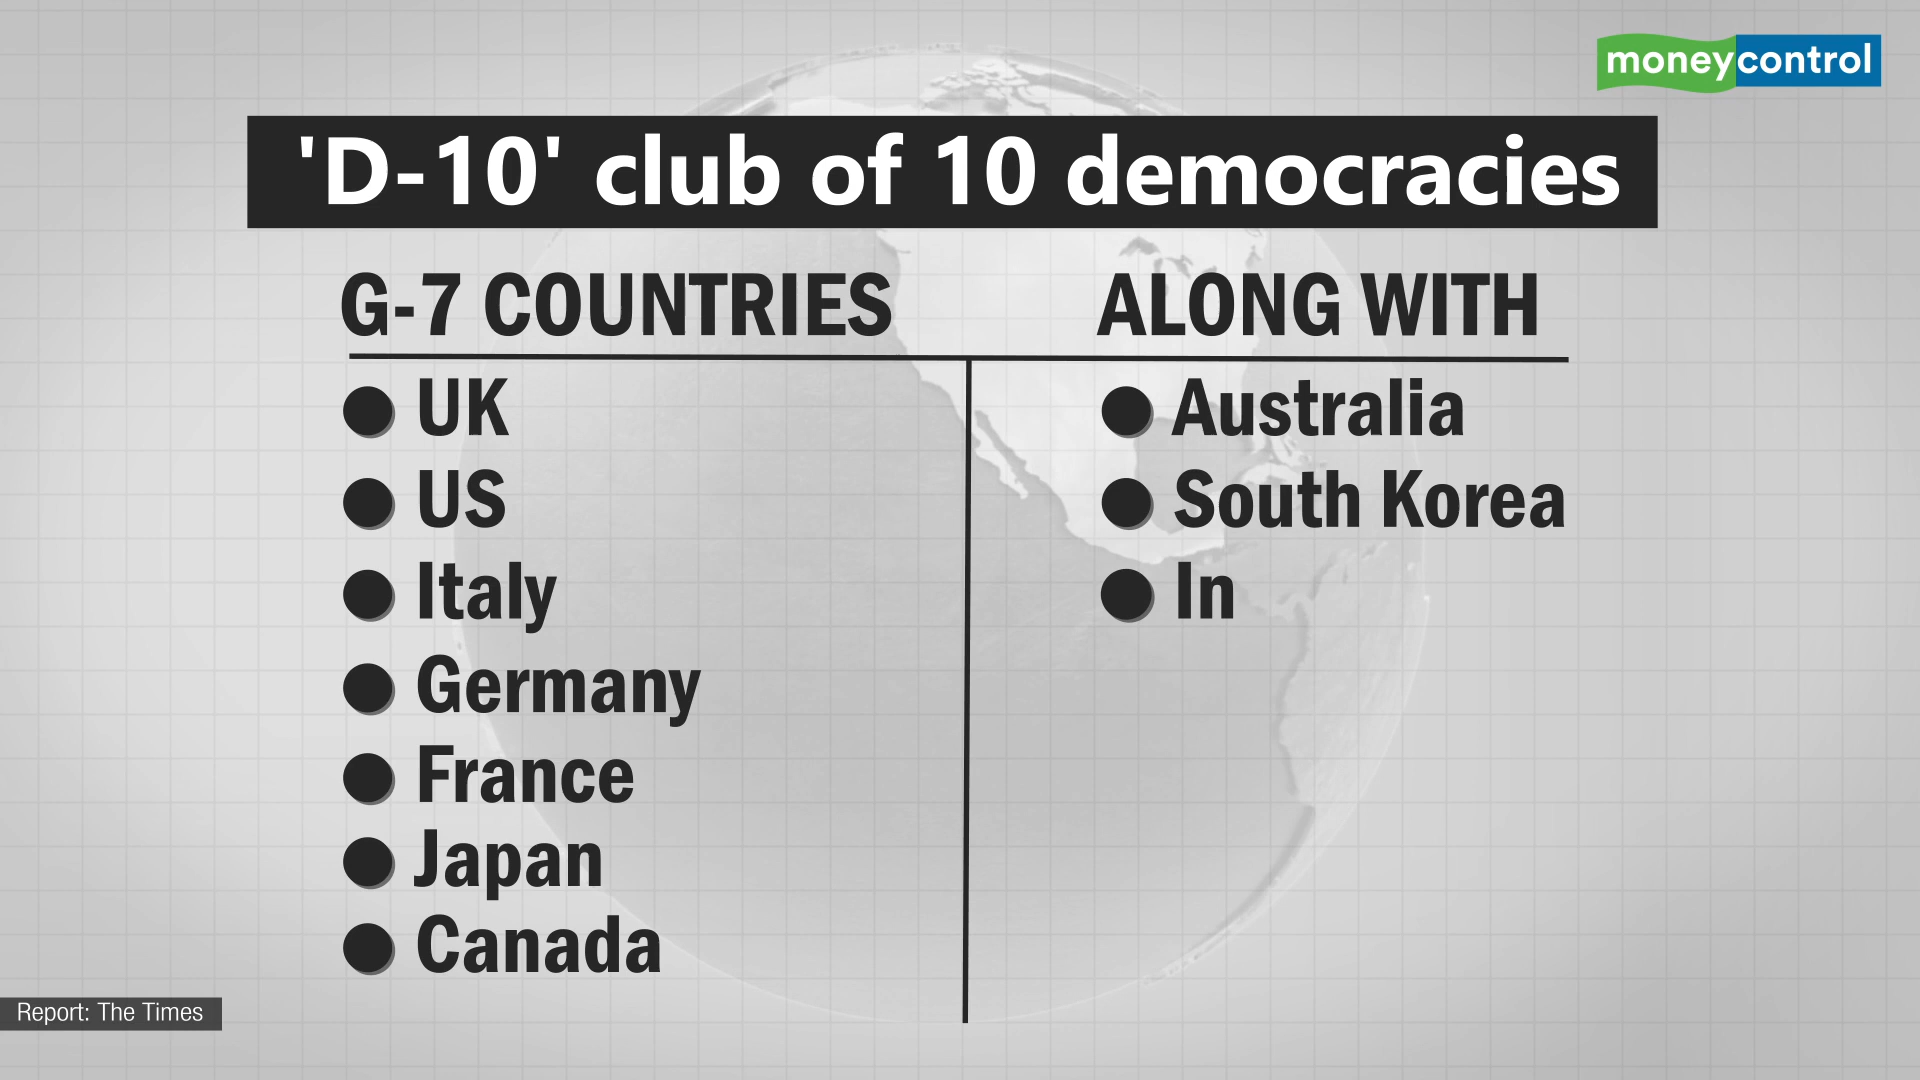 moneycontrol
'D-10' club of 10 democracies
G-7 COUNTRIES
UK
US
Italy
Germany
France
Japan
Canada
ALONG WITH
Australia
South Korea
In
Report: The Times